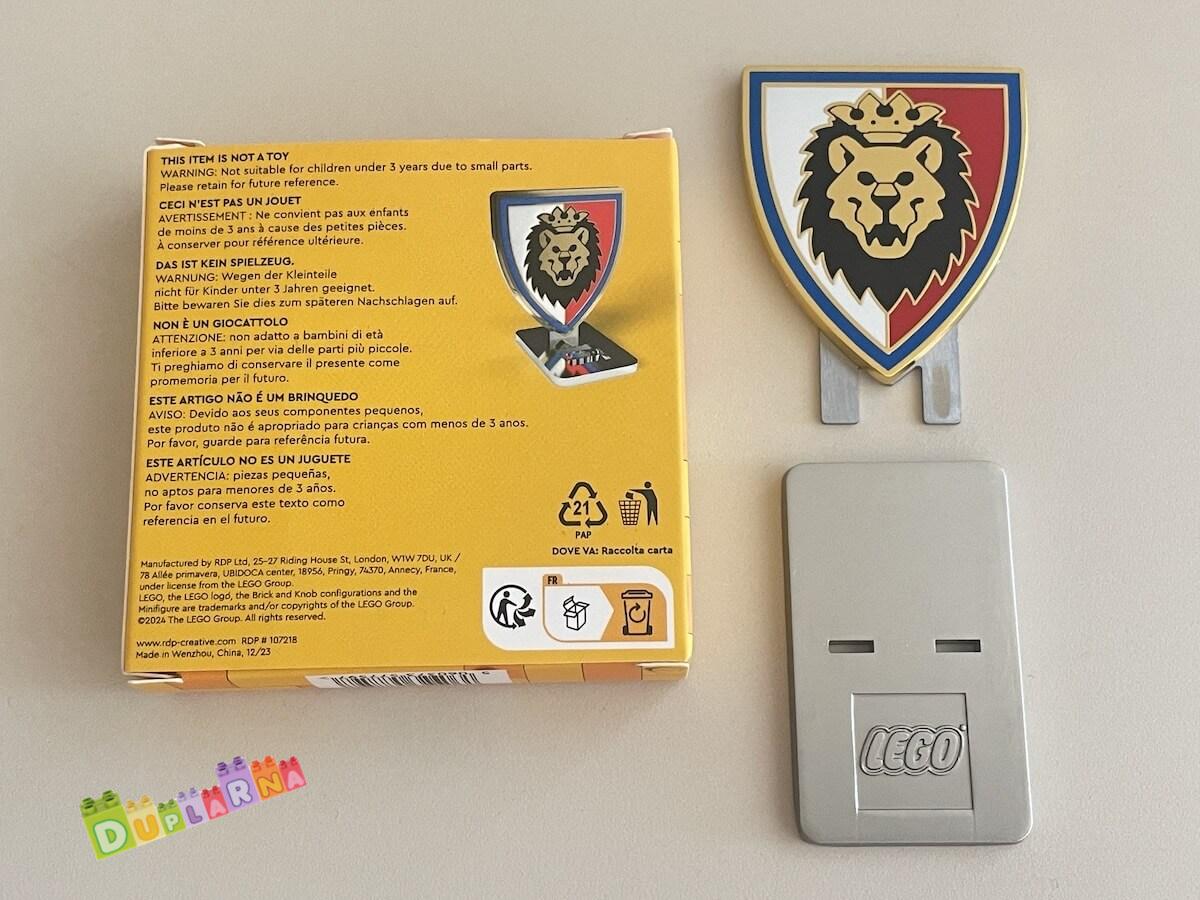 THIS ITEM IS NOT A TOY
WARNING: Not suitable for children under 3 years due to small parts.
Please retain for future reference.
CECI N'EST PAS UN JOUET
AVERTISSEMENT : Ne convient pas aux enfants
de moins de 3 ans à cause des petites pièces.
À conserver pour référence ultérieure.
DAS IST KEIN SPIELZEUG.
WARNUNG: Wegen der Kleinteile
nicht für Kinder unter 3 Jahren geeignet.
Bitte bewaren Sie dies zum späteren Nachschlagen auf.
NON È UN GIOCATTOLO
ATTENZIONE: non adatto a bambini di età
inferiore a 3 anni per via delle parti più piccole.
Ti preghiamo di conservare il presente come
promemoria per il futuro.
ESTE ARTIGO NÃO É UM BRINQUEDO
AVISO: Devido aos seus componentes pequenos,
este produto não é apropriado para crianças com menos de 3 anos.
Por favor, guarde para referência futura.
ESTE ARTÍCULO NO ES UN JUGUETE
ADVERTENCIA: piezas pequeñas,
no aptos para menores de 3 años.
Por favor conserva este texto como
referencia en el futuro.
21
PAP
DOVE VA: Raccolta carta
FR
Manufactured by RDP Ltd, 25-27 Riding House St, London, W1W 7DU, UK /
78 Allée primavera, UBIDOCA center, 18956, Pringy, 74370, Annecy, France,
under license from the LEGO Group.
LEGO, the LEGO logó, the Brick and Knob configurations and the
Minifigure are trademarks and/or copyrights of the LEGO Group.
©2024 The LEGO Group. All rights reserved.
www.rdp-creative.com RDP # 107218
Made in Wenzhou, China, 12/23
LEGO
DUPLARNA